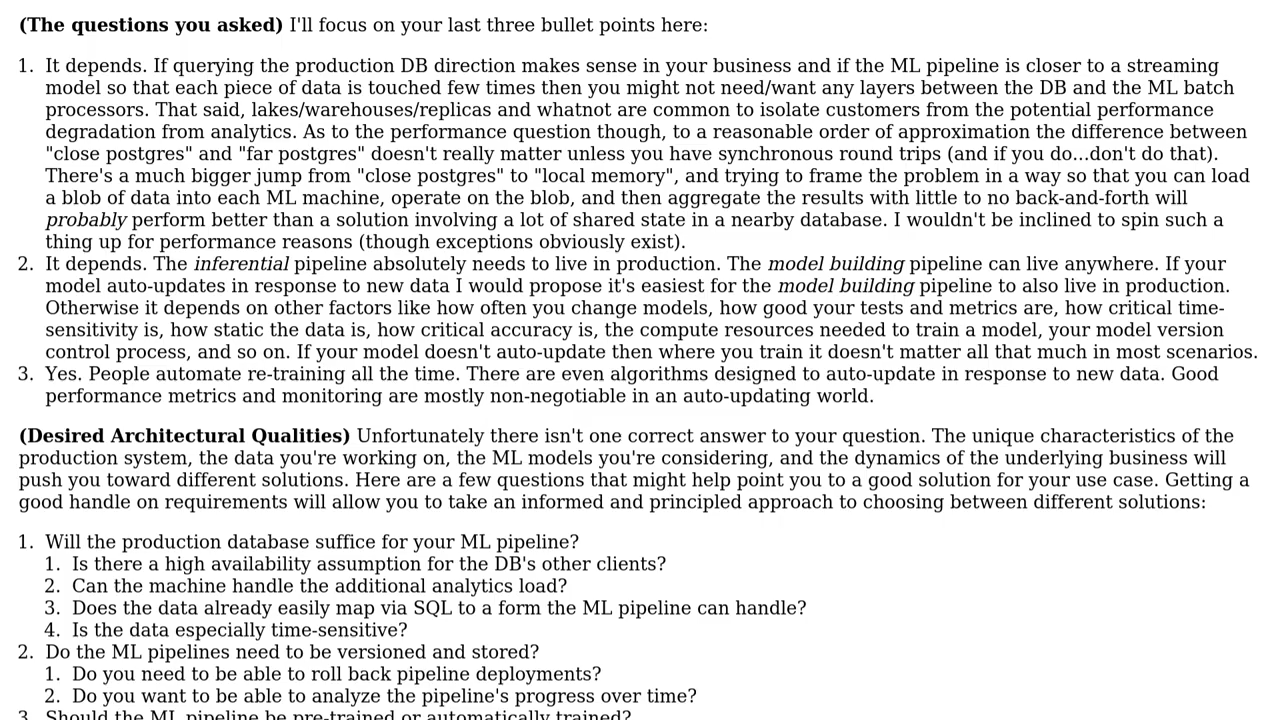 (The questions you asked) I'll focus on your last three bullet points here:
1. It depends. If querying the production DB direction makes sense in your business and if the ML pipeline is closer to a streaming
model so that each piece of data is touched few times then you might not need/want any layers between the DB and the ML batch
processors. That said, lakes/warehouses/replicas and whatnot are common to isolate customers from the potential performance
degradation from analytics. As to the performance question though, to a reasonable order of approximation the difference between
"close postgres" and "far postgres" doesn't really matter unless you have synchronous round trips (and if you do...don't do that).
There's a much bigger jump from "close postgres" to "local memory", and trying to frame the problem in a way so that you can load
a blob of data into each ML machine, operate on the blob, and then aggregate the results with little to no back-and-forth will
probably perform better than a solution involving a lot of shared state in a nearby database. I wouldn't be inclined to spin such a
thing up for performance reasons (though exceptions obviously exist).
2. It depends. The inferential pipeline absolutely needs to live in production. The model building pipeline can live anywhere. If your
model auto-updates in response to new data I would propose it's easiest for the model building pipeline to also live in production.
Otherwise it depends on other factors like how often you change models, how good your tests and metrics are, how critical time-
sensitivity is, how static the data is, how critical accuracy is, the compute resources needed to train a model, your model version
control process, and so on. If your model doesn't auto-update then where you train it doesn't matter all that much in most scenarios.
3. Yes. People automate re-training all the time. There are even algorithms designed to auto-update in response to new data. Good
performance metrics and monitoring are mostly non-negotiable in an auto-updating world.
(Desired Architectural Qualities) Unfortunately there isn't one correct answer to your question. The unique characteristics of the
production system, the data you're working on, the ML models you're considering, and the dynamics of the underlying business will
push you toward different solutions. Here are a few questions that might help point you to a good solution for your use case. Getting a
good handle on requirements will allow you to take an informed and principled approach to choosing between different solutions:
1. Will the production database suffice for your ML pipeline?
1. Is there a high availability assumption for the DB's other clients?
2. Can the machine handle the additional analytics load?
3. Does the data already easily map via SQL to a form the ML pipeline can handle?
4. Is the data especially time-sensitive?
2. Do the ML pipelines need to be versioned and stored?
1. Do you need to be able to roll back pipeline deployments?
2. Do you want to be able to analyze the pipeline's progress over time?
3. Should the ML pipeline be pre-trained or automatically trained?